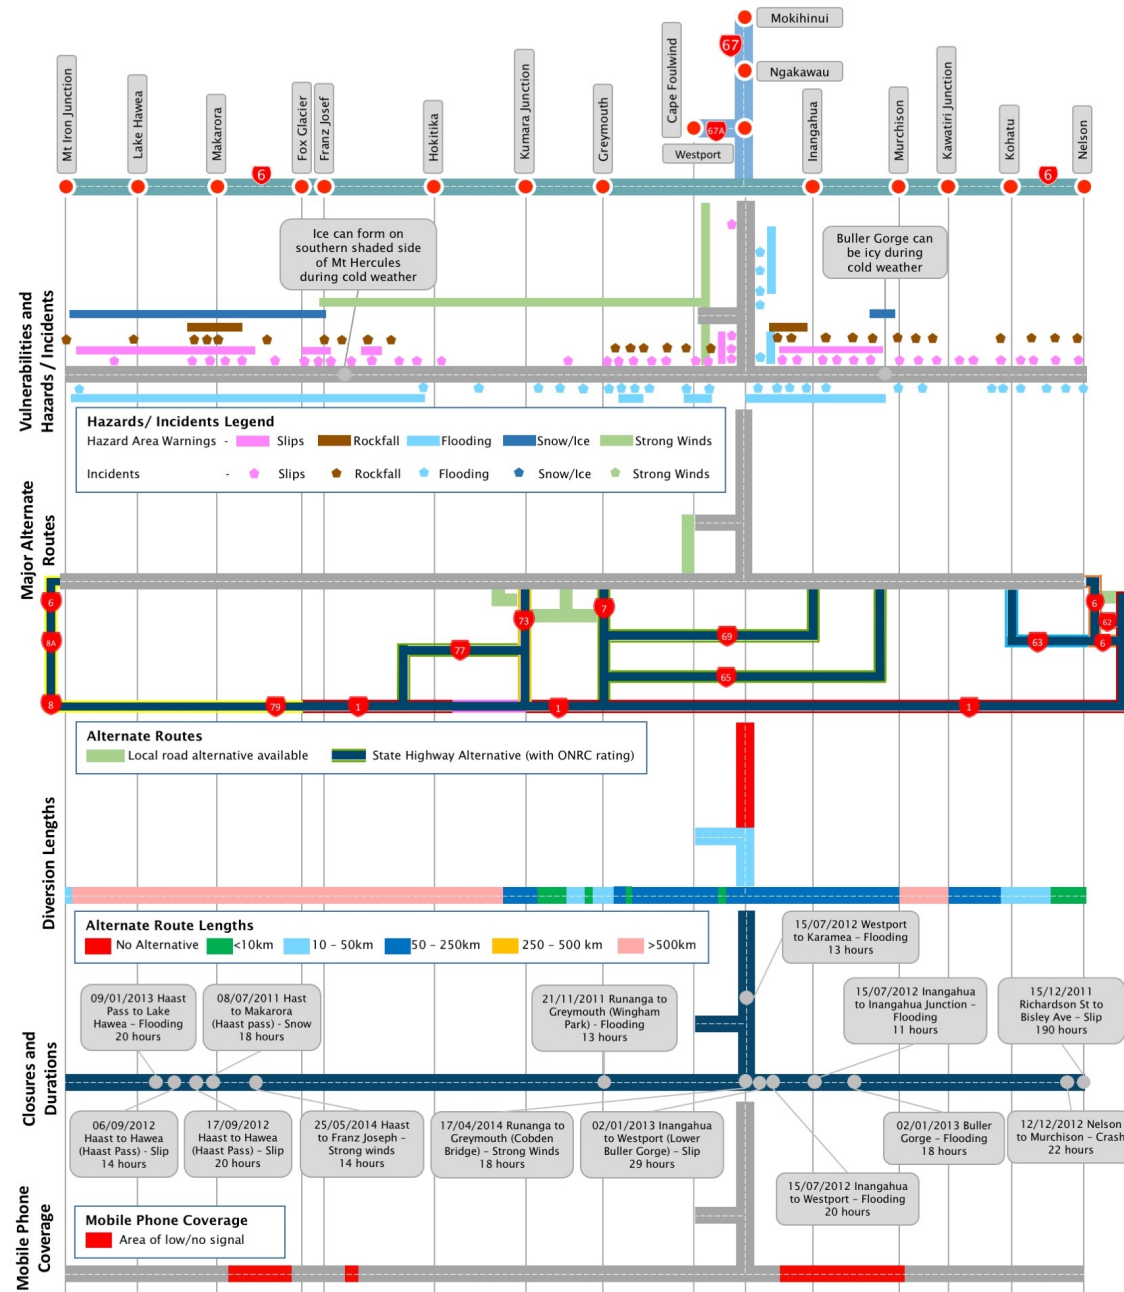 Mokihinui
67
Ngakawau
Cape Foulwind
67A
Westport
Mt Iron Junction
Lake Hawea
Makarora
Fox Glacier
Franz Josef
Hokitika
Kumara Junction
Greymouth
Inangahua
Murchison
Kawatiri Junction
Kohatu
Nelson
6
6
Vulnerabilities and
Hazards / Incidents
Ice can form on
southern shaded side
of Mt Hercules
during cold weather
Buller Gorge can
be icy during
cold weather
Hazards/ Incidents Legend
Hazard Area Warnings - Slips Rockfall Flooding Snow/Ice Strong Winds
Incidents - Slips Rockfall Flooding Snow/Ice Strong Winds
Major Alternate
Routes
6
8A
8
79
1
77
73
1
7
69
65
1
63
6
62
6
Alternate Routes
Local road alternative available State Highway Alternative (with ONRC rating)
Diversion Lengths
Alternate Route Lengths
No Alternative <10km 10 – 50km 50 – 250km 250 – 500 km >500km
Closures and
Durations
15/07/2012 Westport
to Karamea – Flooding
13 hours
09/01/2013 Haast
Pass to Lake
Hawea – Flooding
20 hours
08/07/2011 Hast
to Makarora
(Haast pass) - Snow
18 hours
21/11/2011 Runanga to
Greymouth (Wingham
Park) - Flooding
13 hours
15/07/2012 Inangahua
to Inangahua Junction –
Flooding
11 hours
15/12/2011
Richardson St to
Bisley Ave – Slip
190 hours
06/09/2012
Haast to Hawea
(Haast Pass) - Slip
14 hours
17/09/2012
Haast to Hawea
(Haast Pass) – Slip
20 hours
25/05/2014 Haast
to Franz Joseph –
Strong winds
14 hours
17/04/2014 Runanga to
Greymouth (Cobden
Bridge) – Strong Winds
18 hours
02/01/2013 Inangahua
to Westport (Lower
Buller Gorge) – Slip
29 hours
15/07/2012 Inangahua
to Westport – Flooding
20 hours
02/01/2013 Buller
Gorge – Flooding
18 hours
12/12/2012 Nelson
to Murchison – Crash
22 hours
Mobile Phone
Coverage
Mobile Phone Coverage
Area of low/no signal